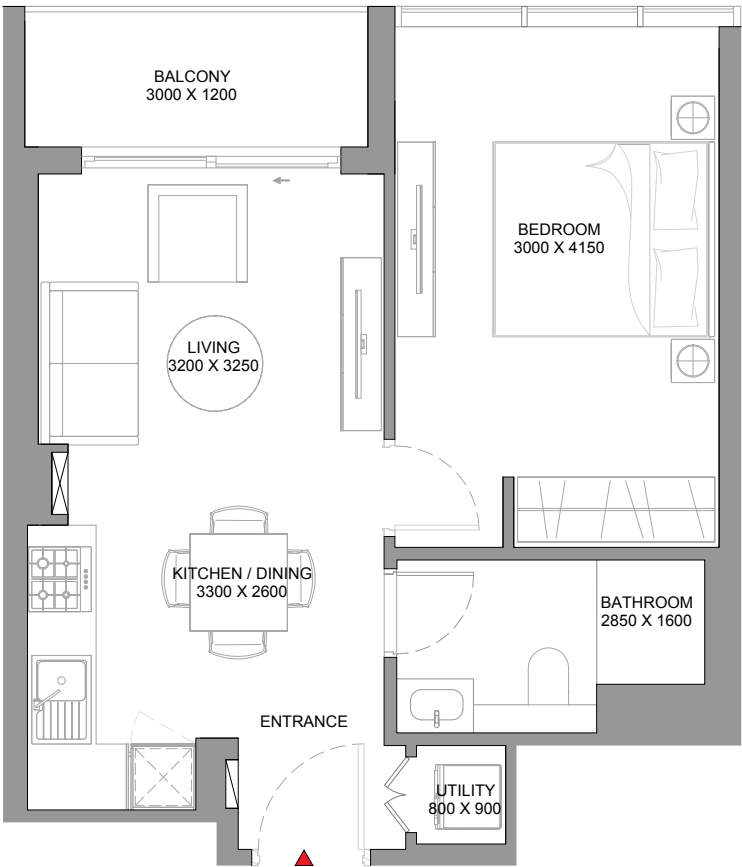 BALCONY
3000 X 1200
BEDROOM
3000 X 4150
LIVING
3200 X 3250
KITCHEN / DINING
3300 X 2600
BATHROOM
2850 X 1600
ENTRANCE
UTILITY
800 X 900